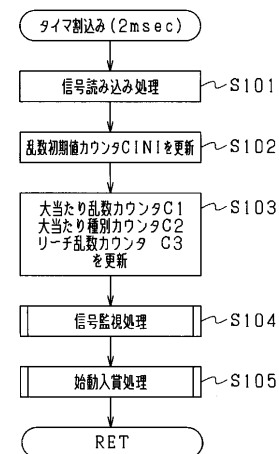 タイマ割込み(2msec)
信号読み込み処理 S101
乱数初期値カウンタCINIを更新 S102
大当たり乱数カウンタC1 S103
大当たり種別カウンタC2
リーチ乱数カウンタ C3
を更新
信号監視処理 S104
始動入賞処理 S105
RET